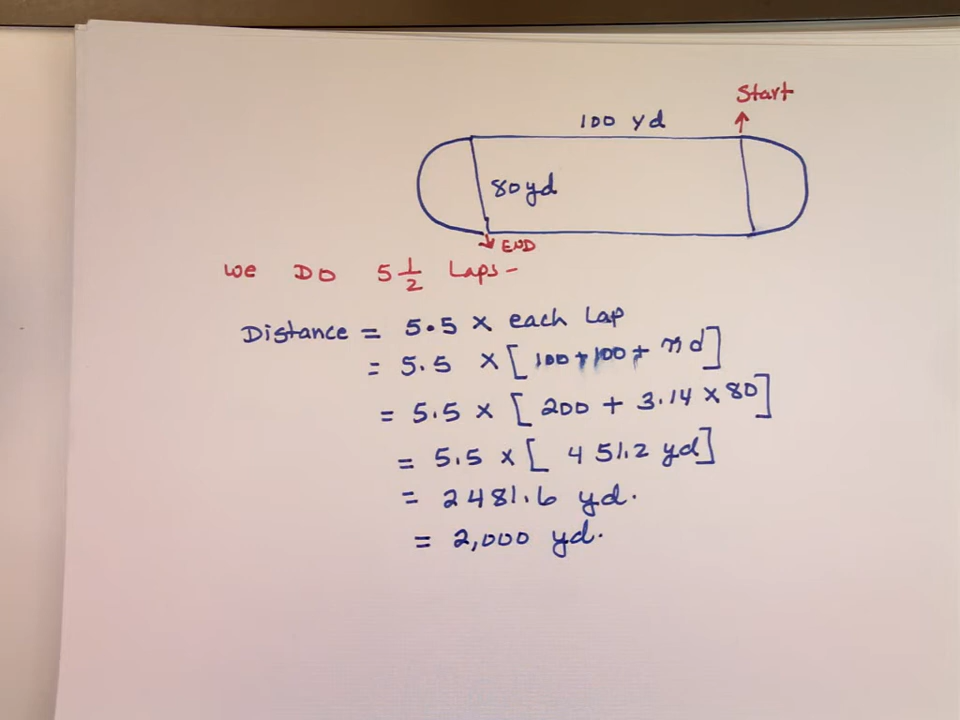 Start
100 yd
80yd
END
We DO 5 1/2 Laps-
Distance = 5.5 x each Lap
= 5.5 x [100+100+ πd]
= 5.5 x [200 + 3.14 x 80]
= 5.5 x [ 451.2 yd]
= 2481.6 yd.
= 2,000 yd.